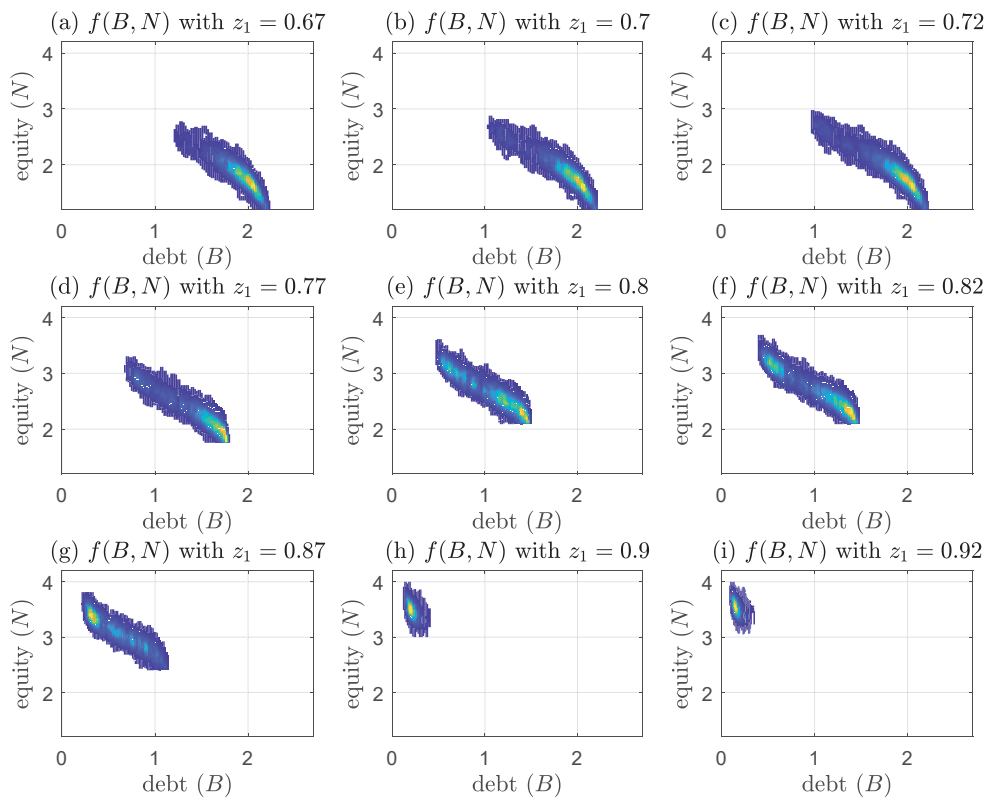 (a) f(B, N) with z₁ = 0.67
(b) f(B, N) with z₁ = 0.7
(c) f(B, N) with z₁ = 0.72
equity (N)
4
3
2
0 1 2
debt (B)
equity (N)
4
3
2
0 1 2
debt (B)
equity (N)
4
3
2
0 1 2
debt (B)
(d) f(B, N) with z₁ = 0.77
(e) f(B, N) with z₁ = 0.8
(f) f(B, N) with z₁ = 0.82
equity (N)
4
3
2
0 1 2
debt (B)
equity (N)
4
3
2
0 1 2
debt (B)
equity (N)
4
3
2
0 1 2
debt (B)
(g) f(B, N) with z₁ = 0.87
(h) f(B, N) with z₁ = 0.9
(i) f(B, N) with z₁ = 0.92
equity (N)
4
3
2
0 1 2
debt (B)
equity (N)
4
3
2
0 1 2
debt (B)
equity (N)
4
3
2
0 1 2
debt (B)